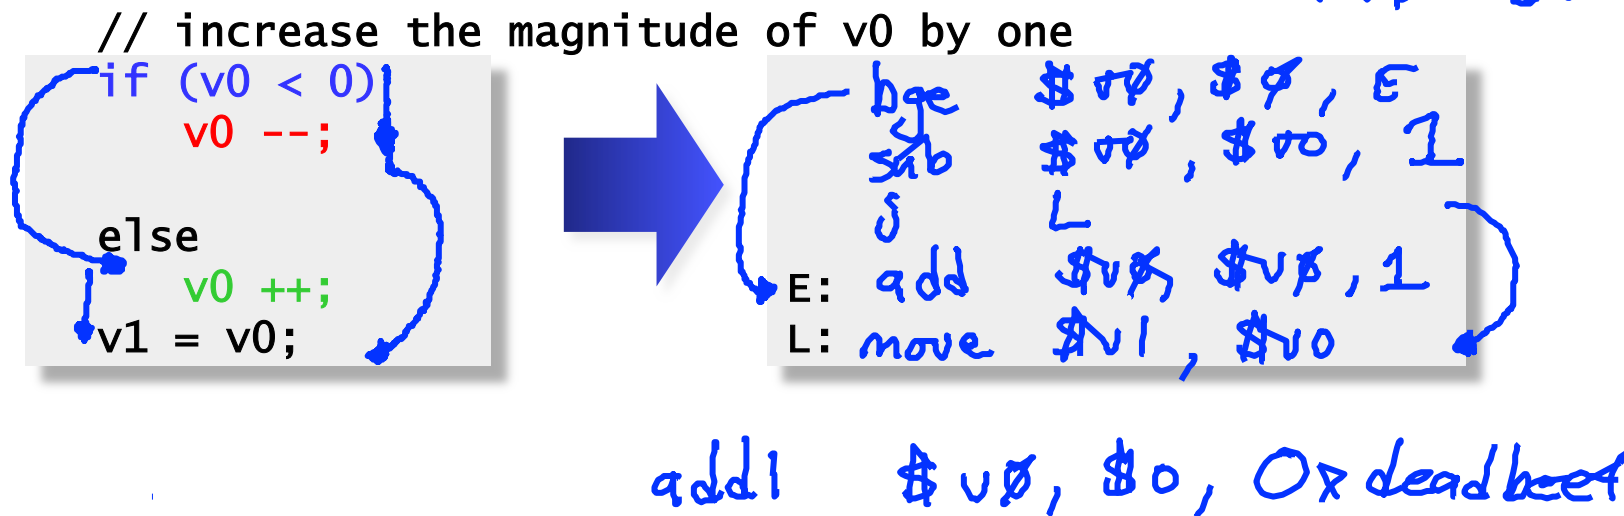 // increase the magnitude of v0 by one
if (v0 < 0)
v0 --;
else
v0 ++;
v1 = v0;
bge $v0, $0, E
sub $v0, $v0, 1
j L
E: add $v0, $v0, 1
L: move $v1, $v0
addi $v0, $0, 0xdeadbeef